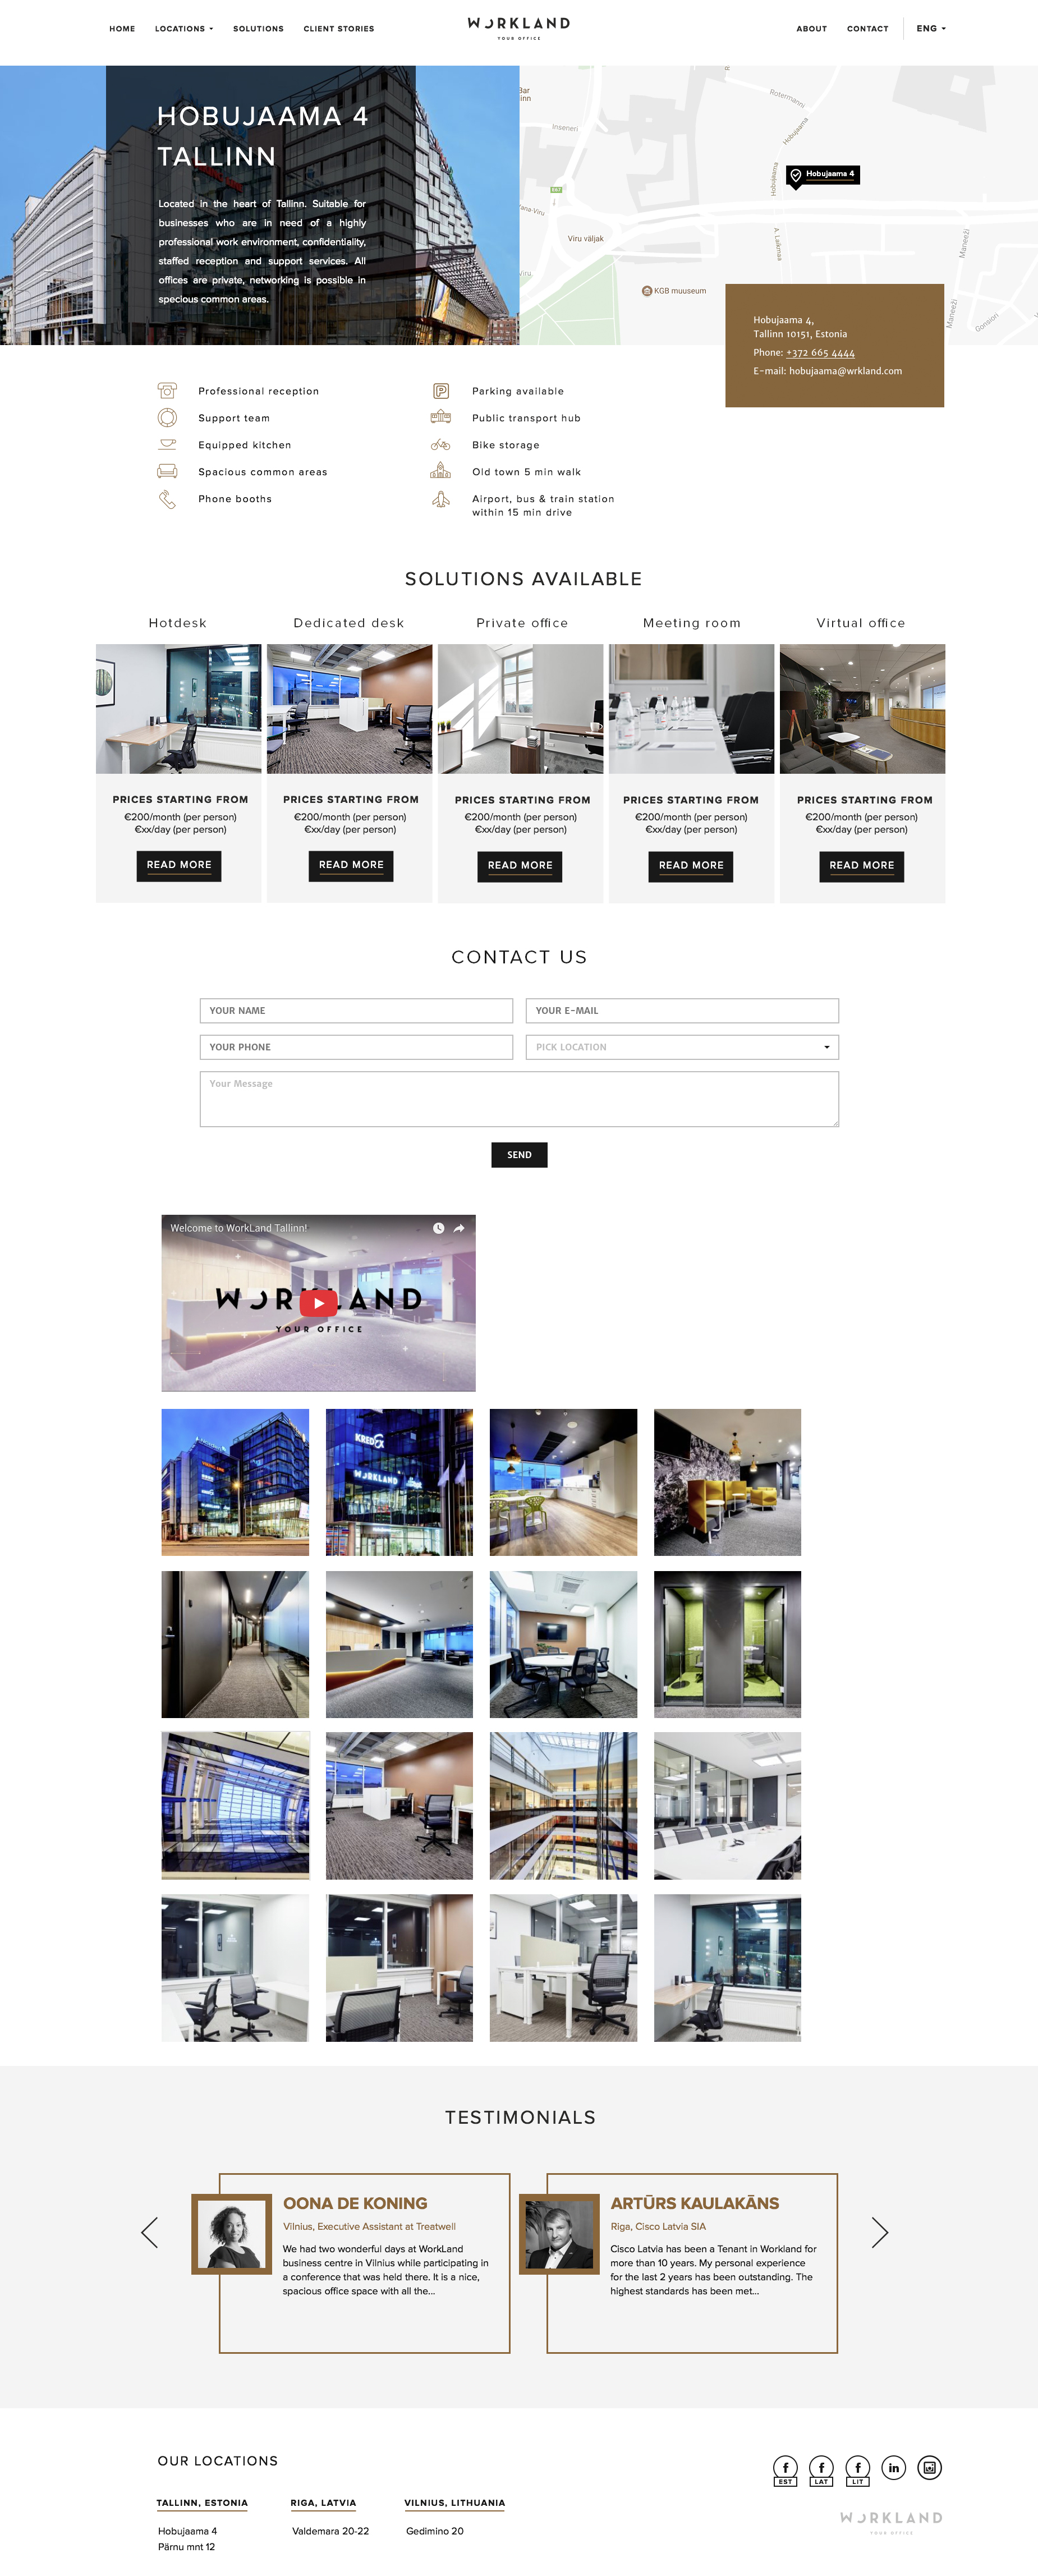 HOME LOCATIONS SOLUTIONS CLIENT STORIES
WORKLAND
YOUR OFFICE
ABOUT CONTACT ENG
HOBUJAAMA 4
TALLINN
Located in the heart of Tallinn. Suitable for
businesses who are in need of a highly
professional work environment, confidentiality,
staffed reception and support services. All
offices are private, networking is possible in
specious common areas.
Bar
inn
Inseneri
Rotermanni
Hobujaama
Hobujaama
Hobujaama 4
Viru väljak
A. Laikmaa
Viru
KGB muuseum
Maneeži
Maneeži
Gonsiori
Hobujaama 4,
Tallinn 10151, Estonia
Phone: +372 665 4444
E-mail: hobujaama@wrkland.com
Professional reception
Support team
Equipped kitchen
Spacious common areas
Phone booths
Parking available
Public transport hub
Bike storage
Old town 5 min walk
Airport, bus & train station
within 15 min drive
SOLUTIONS AVAILABLE
Hotdesk
PRICES STARTING FROM
€200/month (per person)
€xx/day (per person)
READ MORE
Dedicated desk
PRICES STARTING FROM
€200/month (per person)
€xx/day (per person)
READ MORE
Private office
PRICES STARTING FROM
€200/month (per person)
€xx/day (per person)
READ MORE
Meeting room
PRICES STARTING FROM
€200/month (per person)
€xx/day (per person)
READ MORE
Virtual office
PRICES STARTING FROM
€200/month (per person)
€xx/day (per person)
READ MORE
CONTACT US
YOUR NAME
YOUR E-MAIL
YOUR PHONE
PICK LOCATION
Your Message
SEND
Welcome to WorkLand Tallinn!
WORKLAND
YOUR OFFICE
KREDEX
WORKLAND
TESTIMONIALS
OONA DE KONING
Vilnius, Executive Assistant at Treatwell
We had two wonderful days at WorkLand
business centre in Vilnius while participating in
a conference that was held there. It is a nice,
spacious office space with all the...
ARTŪRS KAULAKĀNS
Riga, Cisco Latvia SIA
Cisco Latvia has been a Tenant in Workland for
more than 10 years. My personal experience
for the last 2 years has been outstanding. The
highest standards has been met...
OUR LOCATIONS
TALLINN, ESTONIA
Hobujaama 4
Pärnu mnt 12
RIGA, LATVIA
Valdemara 20-22
VILNIUS, LITHUANIA
Gedimino 20
EST LAT LIT
in
WORKLAND
YOUR OFFICE